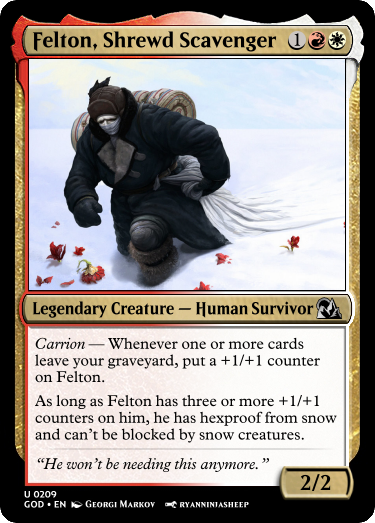 Felton, Shrewd Scavenger 1
Legendary Creature — Human Survivor
Carrion — Whenever one or more cards
leave your graveyard, put a +1/+1 counter
on Felton.
As long as Felton has three or more +1/+1
counters on him, he has hexproof from snow
and can't be blocked by snow creatures.
“He won't be needing this anymore.”
2/2
U 0209
GOD • EN Georgi Markov ryanninjasheep